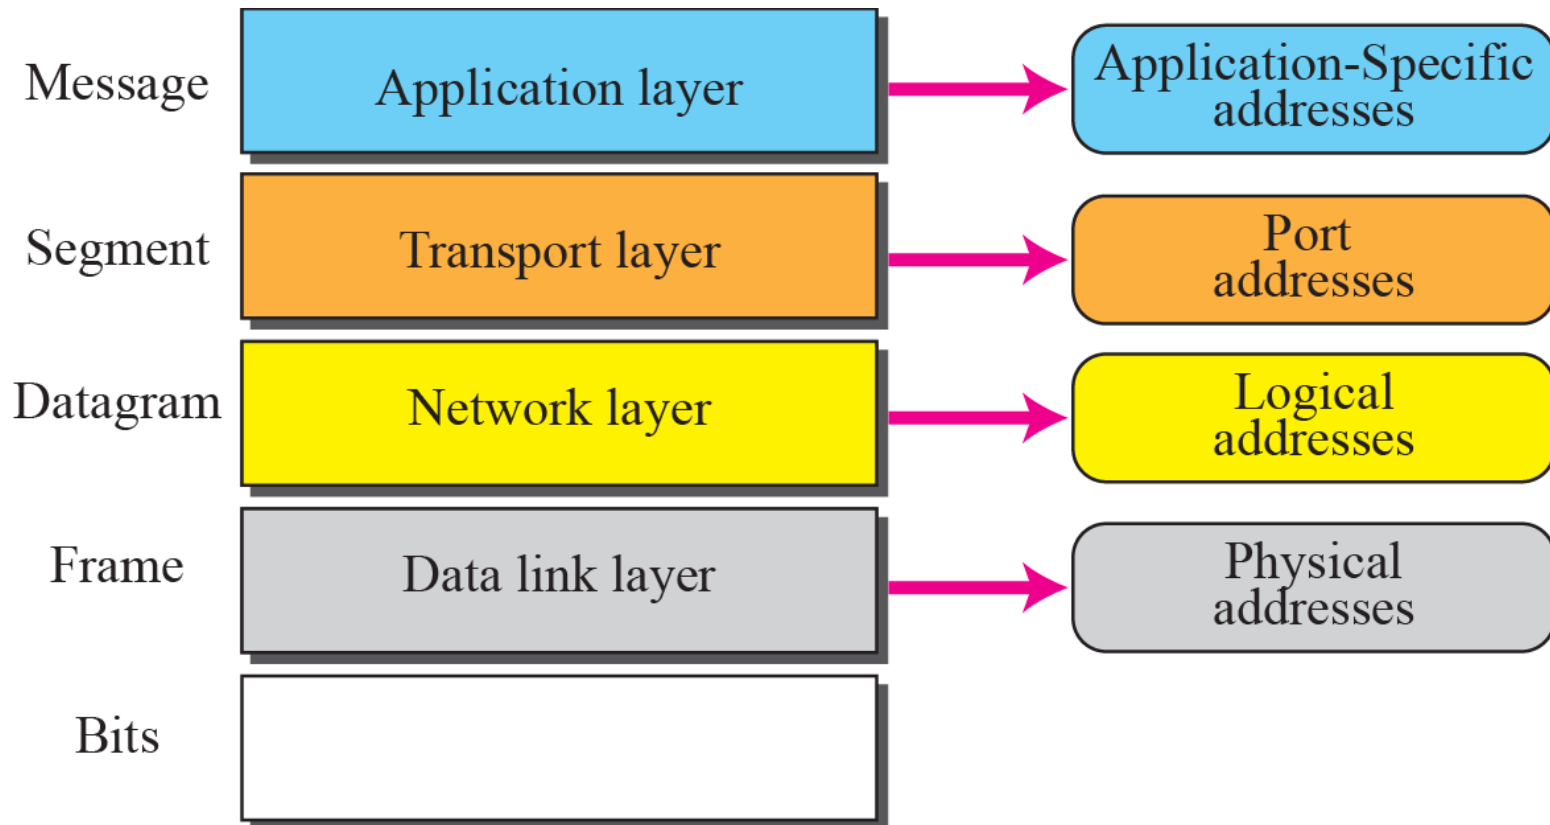 Message
Application layer
Application-Specific
addresses
Segment
Transport layer
Port
addresses
Datagram
Network layer
Logical
addresses
Frame
Data link layer
Physical
addresses
Bits